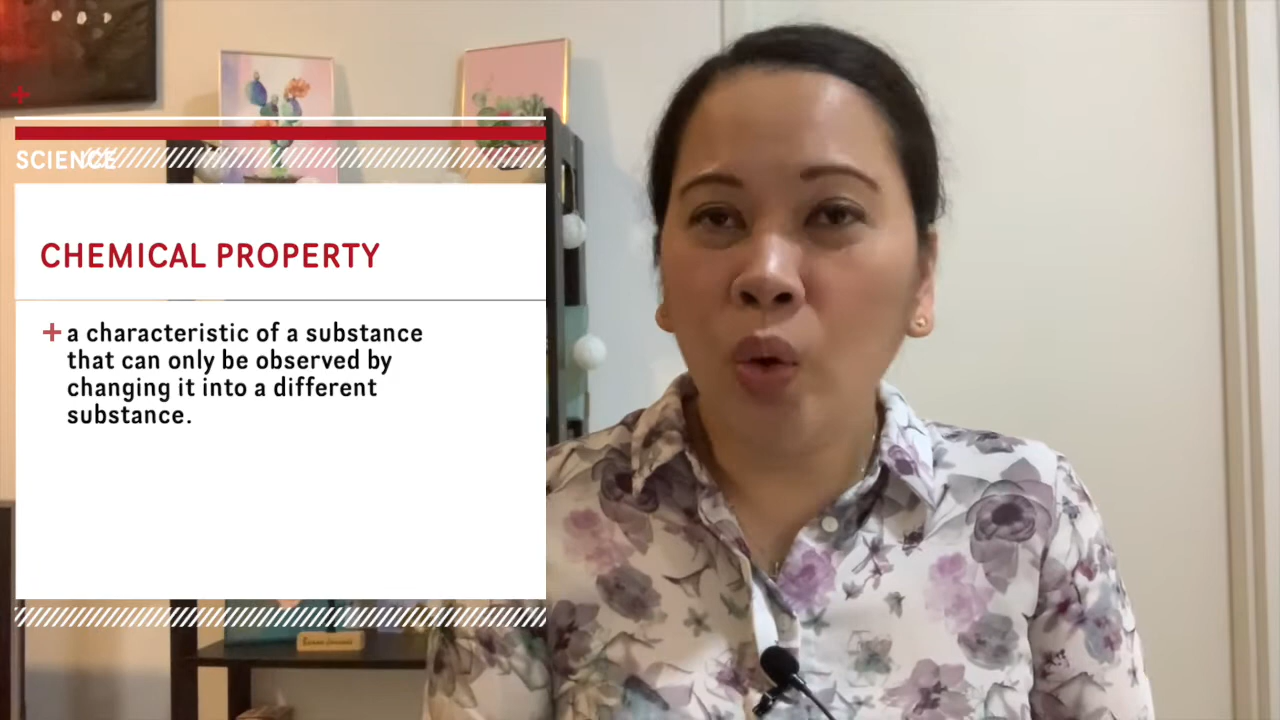 SCIENCE
CHEMICAL PROPERTY
a characteristic of a substance
that can only be observed by
changing it into a different
substance.